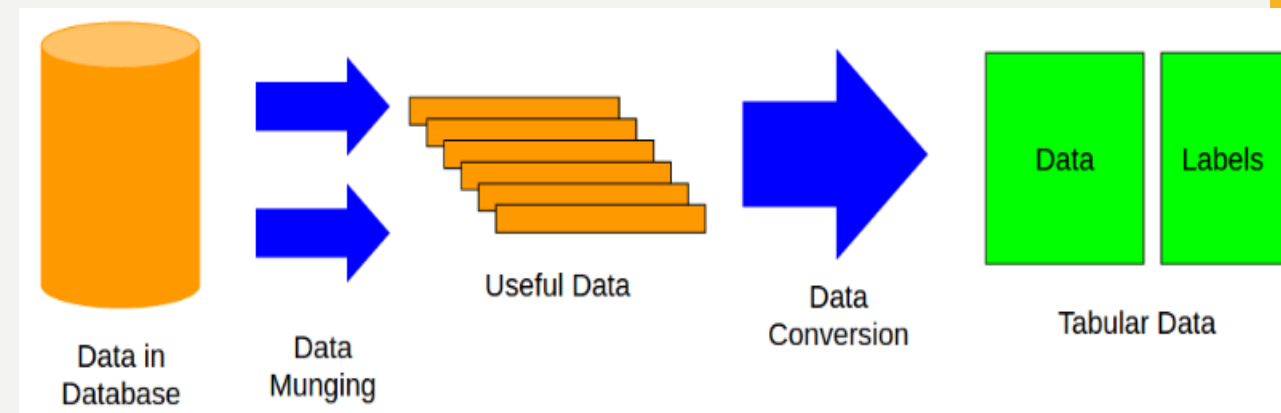 Data in
Database
Data
Munging
Useful Data
Data
Conversion
Data
Labels
Tabular Data